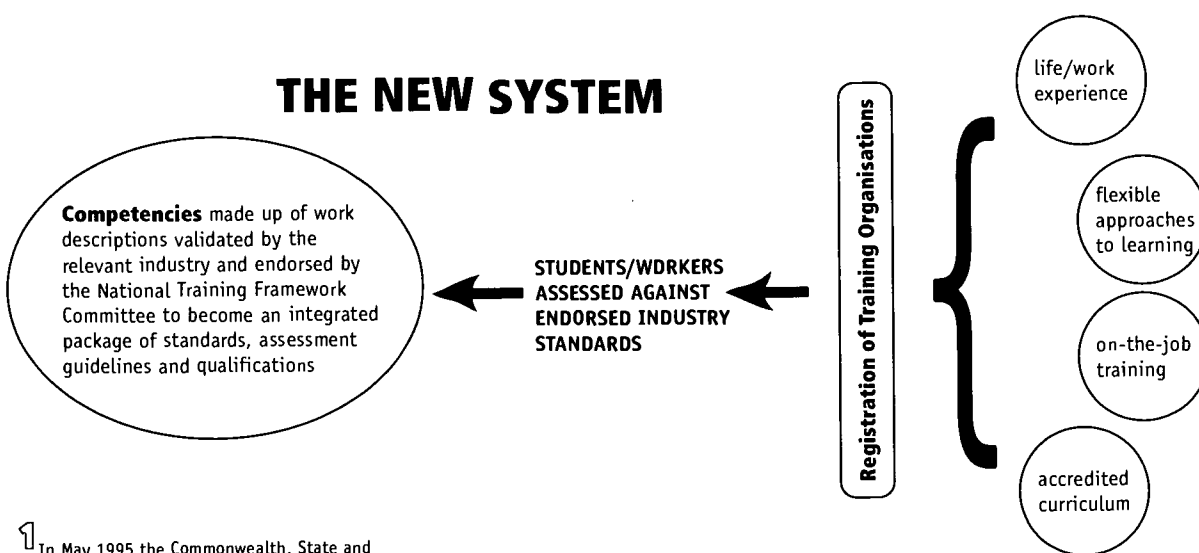 THE NEW SYSTEM
Competencies made up of work
descriptions validated by the
relevant industry and endorsed by
the National Training Framework
Committee to become an integrated
package of standards, assessment
guidelines and qualifications
STUDENTS/WORKERS
ASSESSED AGAINST
ENDORSED INDUSTRY
STANDARDS
Registration of Training Organisations
life/work
experience
flexible
approaches
to learning
on-the-job
training
accredited
curriculum
1 In May 1995 the Commonwealth, State and